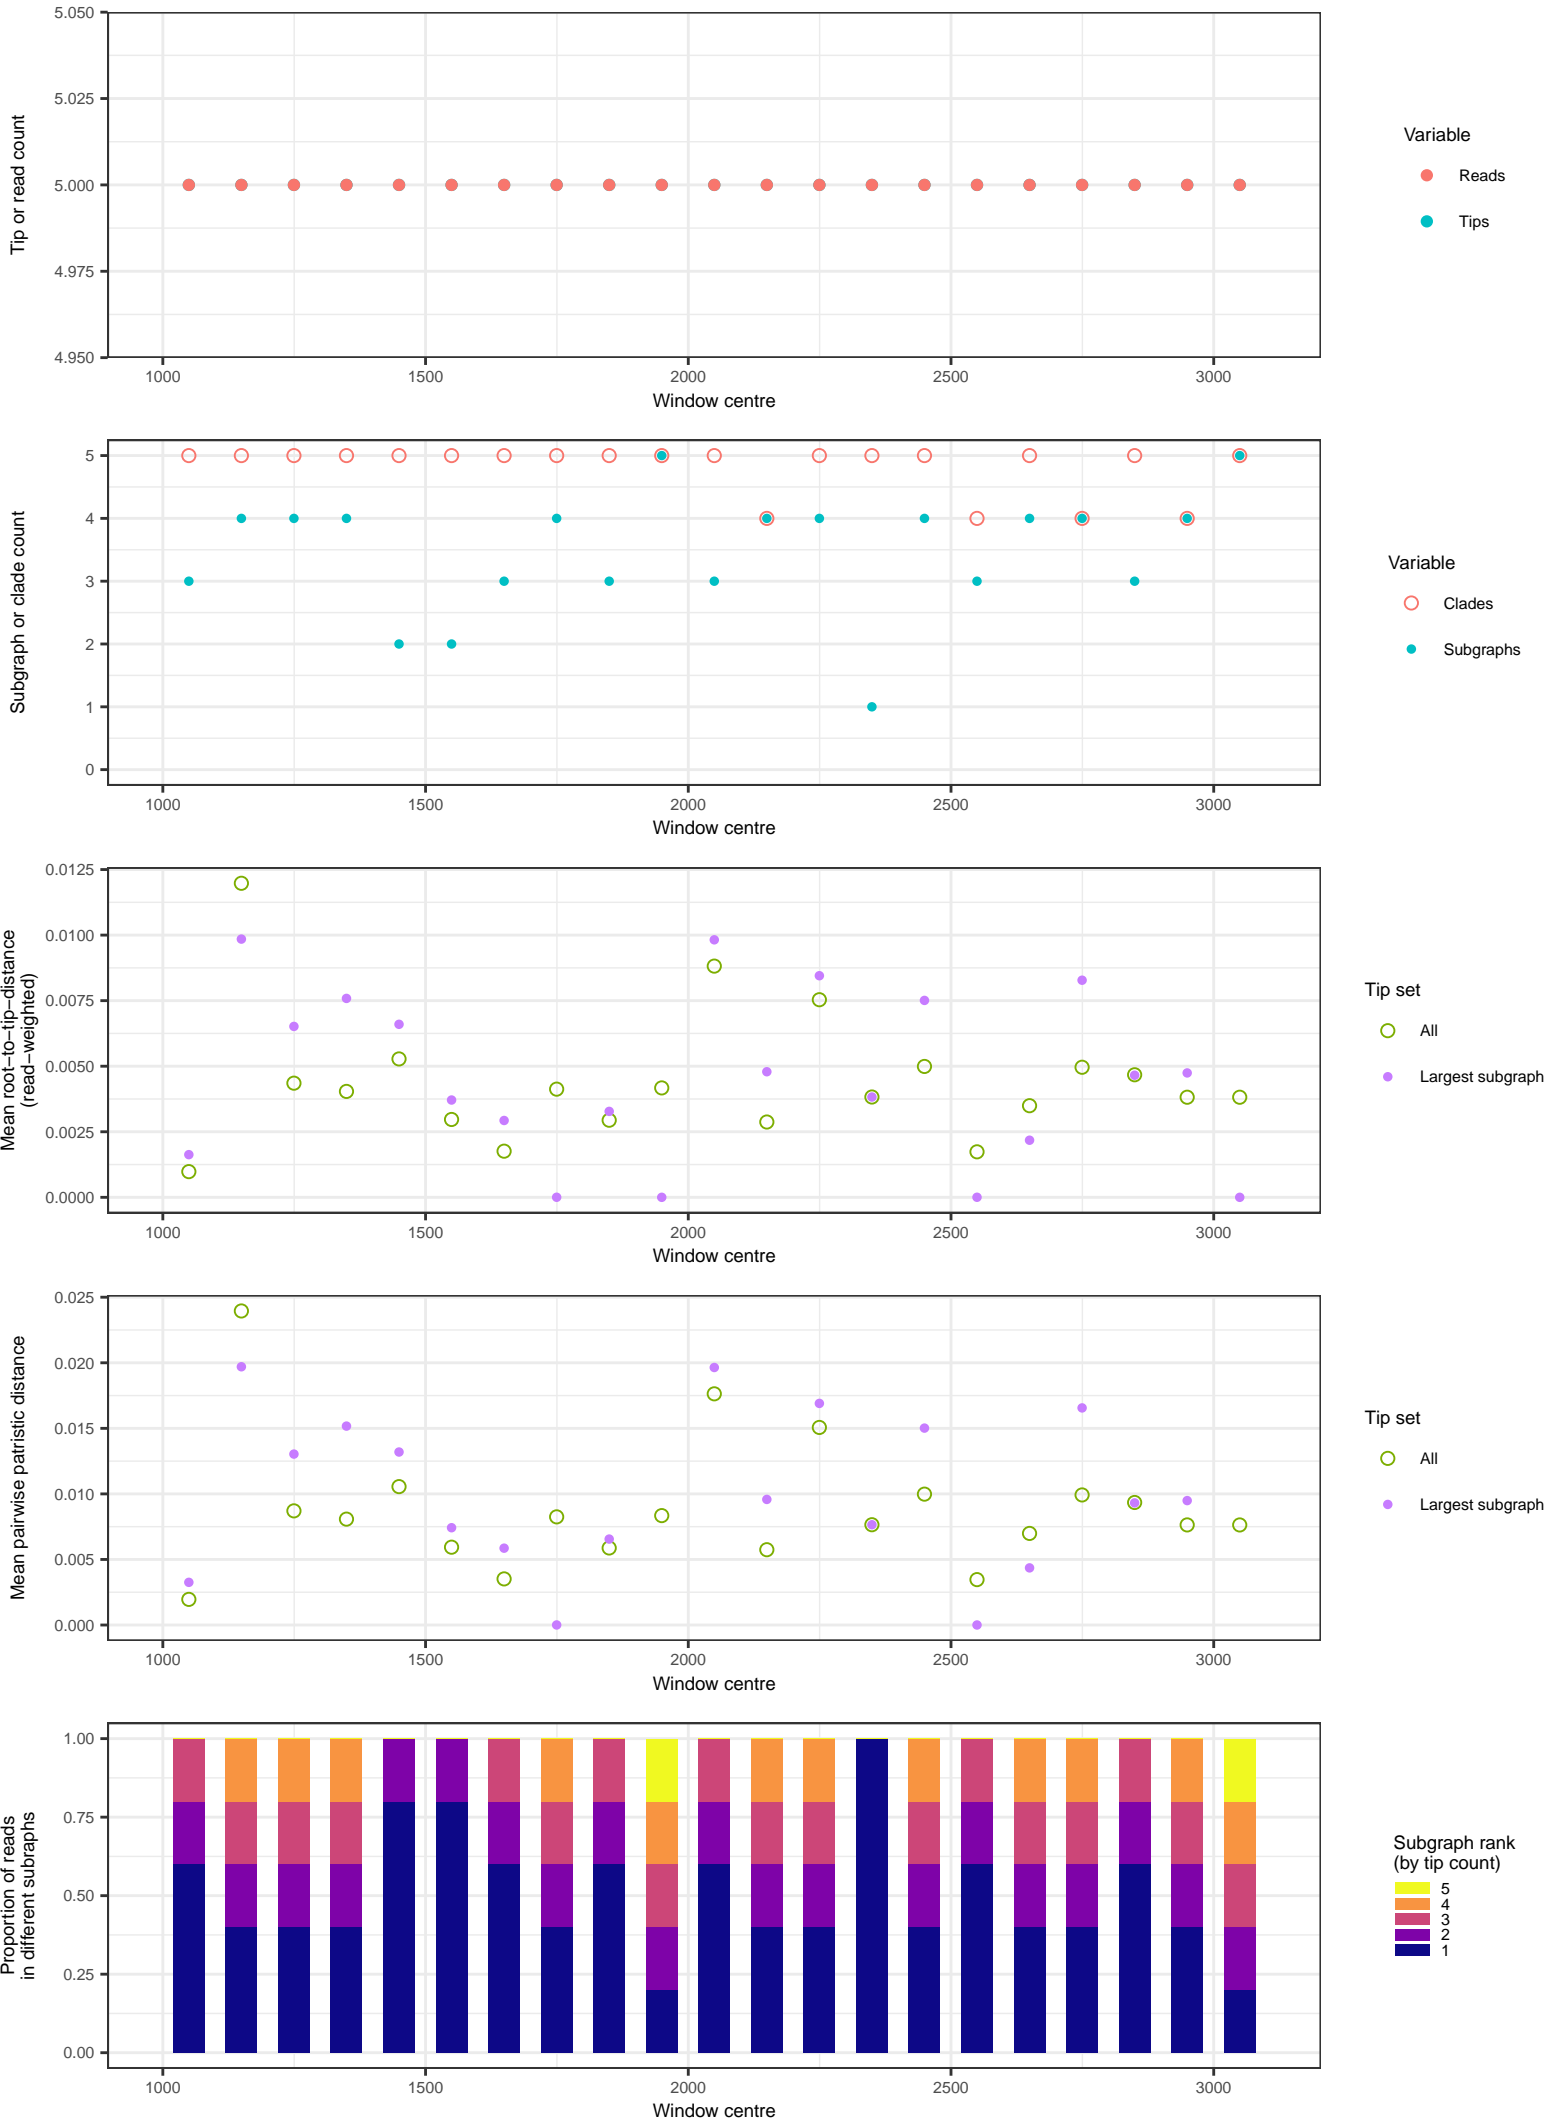 5.050
5.025
5.000
4.975
4.950
Tip or read count
1000 1500 2000 2500 3000
Window centre
Variable
Reads
Tips
5
4
3
2
1
0
Subgraph or clade count
1000 1500 2000 2500 3000
Window centre
Variable
Clades
Subgraphs
0.0125
0.0100
0.0075
0.0050
0.0025
0.0000
Mean root−to−tip−distance
(read−weighted)
1000 1500 2000 2500 3000
Window centre
Tip set
All
Largest subgraph
0.025
0.020
0.015
0.010
0.005
0.000
Mean pairwise patristic distance
1000 1500 2000 2500 3000
Window centre
Tip set
All
Largest subgraph
1.00
0.75
0.50
0.25
0.00
Proportion of reads
in different subraphs
1000 1500 2000 2500 3000
Window centre
Subgraph rank
(by tip count)
5
4
3
2
1